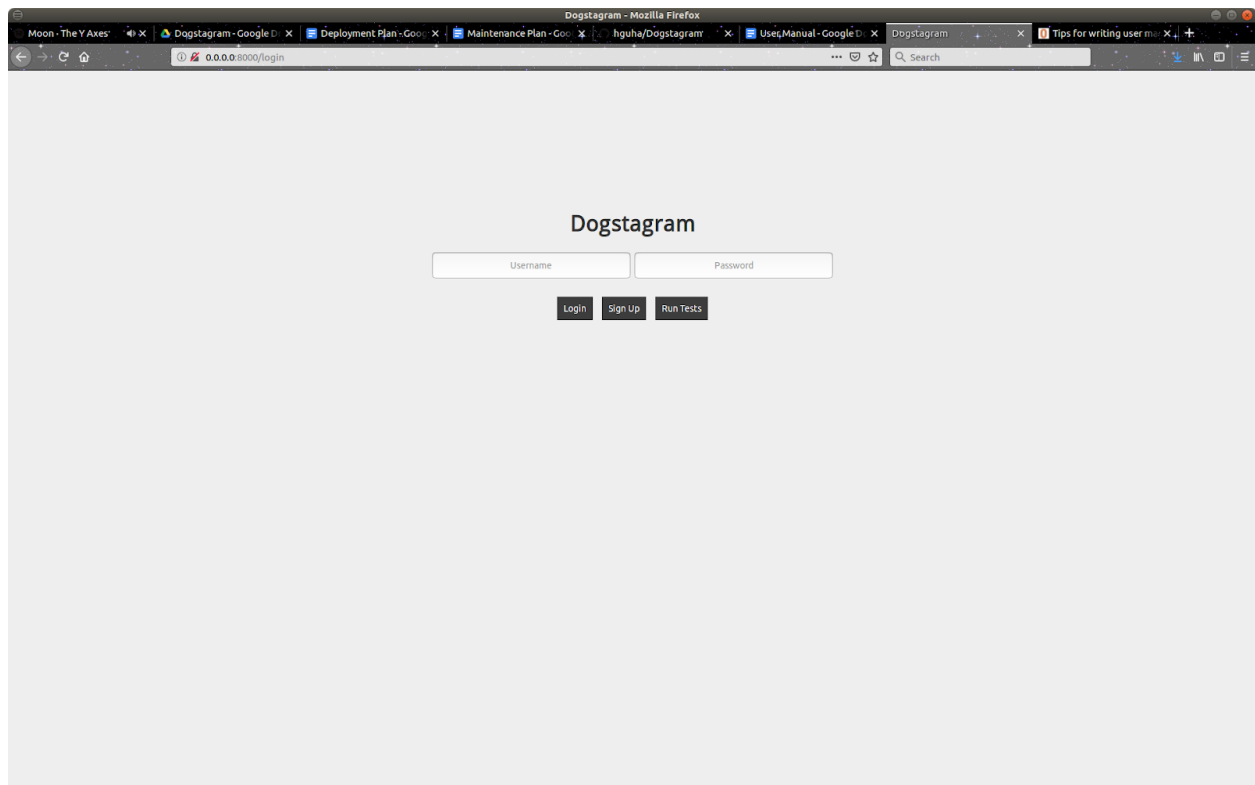 Dogstagram - Mozilla Firefox
Moon - The Y Axes Dogstagram - Google D Deployment Plan - Goog Maintenance Plan - Goo hguha/Dogstagram User Manual - Google D Dogstagram Tips for writing user ma
0.0.0.0:8000/login Search
Dogstagram
Username Password
Login Sign Up Run Tests